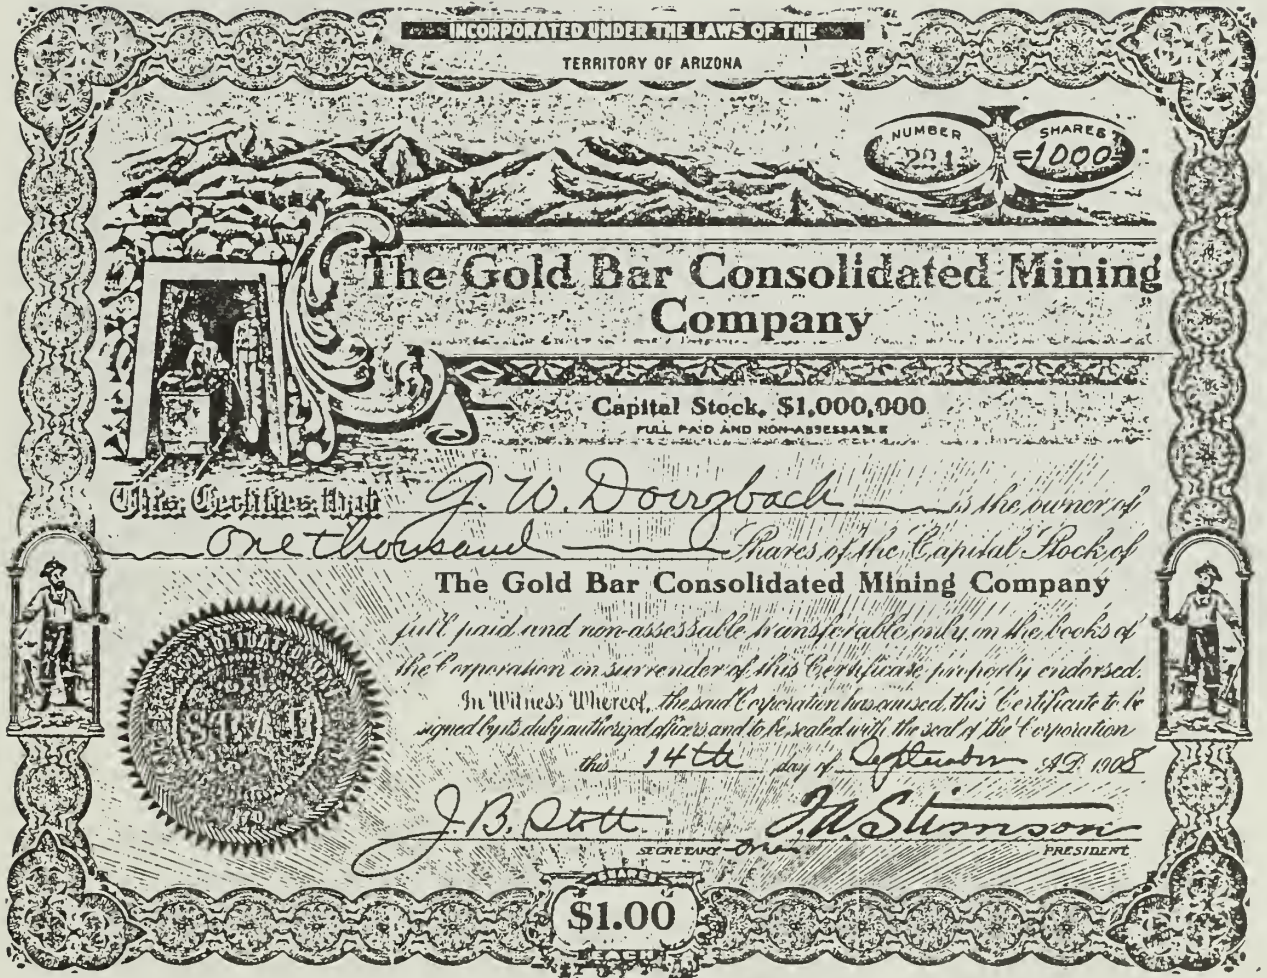 INCORPORATED UNDER THE LAWS OF THE
TERRITORY OF ARIZONA
NUMBER
SHARES
=1000=
The Gold Bar Consolidated Mining
Company
Capital Stock, $1,000,000
FULL PAID AND NON-ASSESSABLE
This Certifies that G. W. Dourzbach is the owner of
One thousand Shares of the Capital Stock of
The Gold Bar Consolidated Mining Company
full paid and non-assessable, transferable only on the books of
the Corporation on surrender of this Certificate properly endorsed.
In Witness Whereof, the said Corporation has caused this Certificate to be
signed by its duly authorized officers and to be sealed with the seal of the Corporation
this 14th day of September A.D. 1908
J. B. Stott
Stimson
SECRETARY
PRESIDENT
SHARES
$1.00
EACH
SEAL